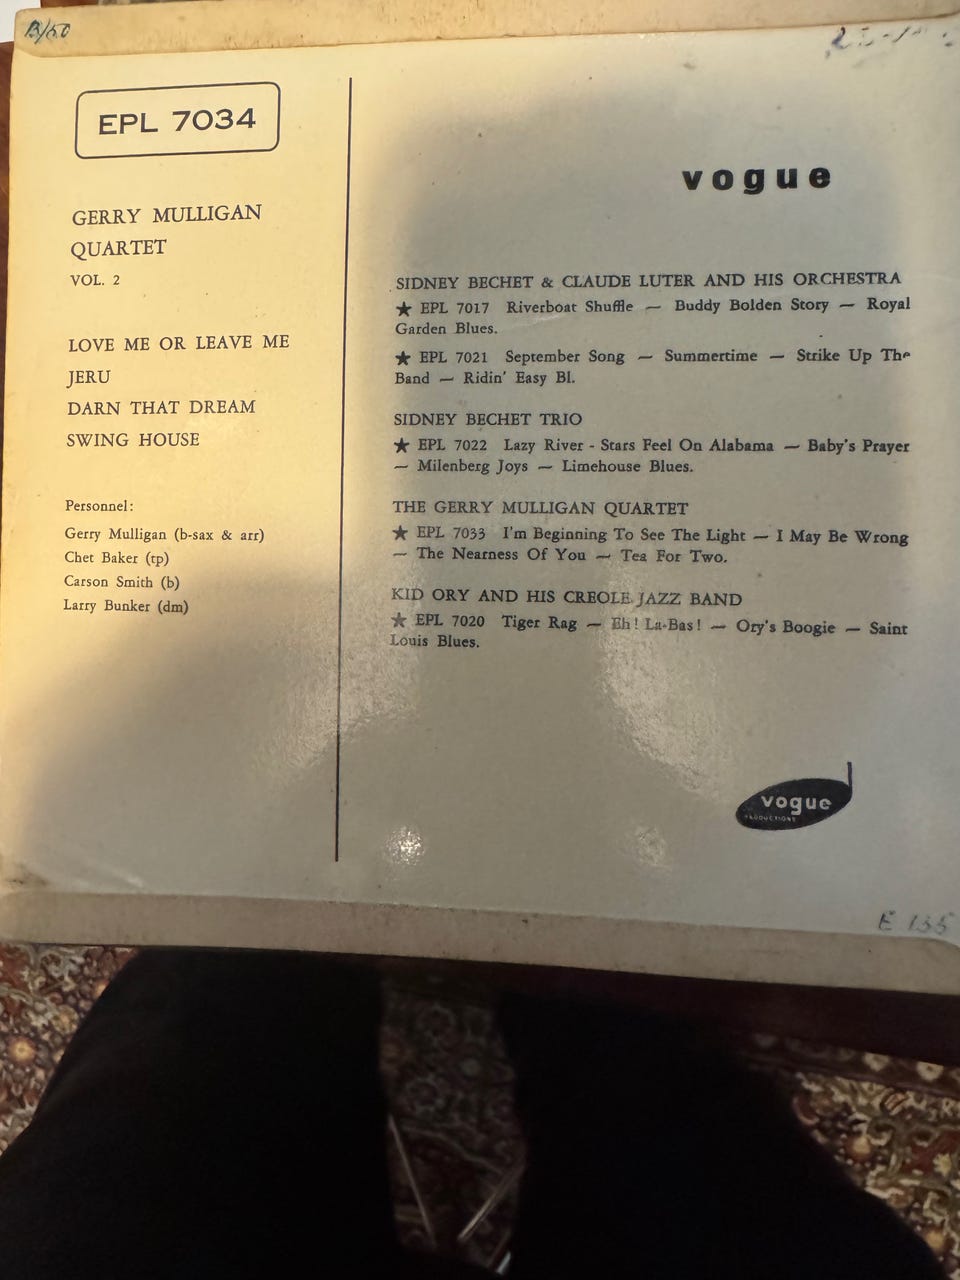 B/50
EPL 7034
GERRY MULLIGAN
QUARTET
VOL. 2
LOVE ME OR LEAVE ME
JERU
DARN THAT DREAM
SWING HOUSE
Personnel:
Gerry Mulligan (b-sax & arr)
Chet Baker (tp)
Carson Smith (b)
Larry Bunker (dm)
vogue
SIDNEY BECHET & CLAUDE LUTER AND HIS ORCHESTRA
★ EPL 7017 Riverboat Shuffle — Buddy Bolden Story — Royal
Garden Blues.
★ EPL 7021 September Song — Summertime — Strike Up The
Band — Ridin' Easy Bl.
SIDNEY BECHET TRIO
★ EPL 7022 Lazy River - Stars Feel On Alabama — Baby's Prayer
— Milenberg Joys — Limehouse Blues.
THE GERRY MULLIGAN QUARTET
★ EPL 7033 I'm Beginning To See The Light — I May Be Wrong
— The Nearness Of You — Tea For Two.
KID ORY AND HIS CREOLE JAZZ BAND
★ EPL 7020 Tiger Rag — Eh! La-Bas! — Ory's Boogie — Saint
Louis Blues.
vogue
PRODUCTIONS
E 135